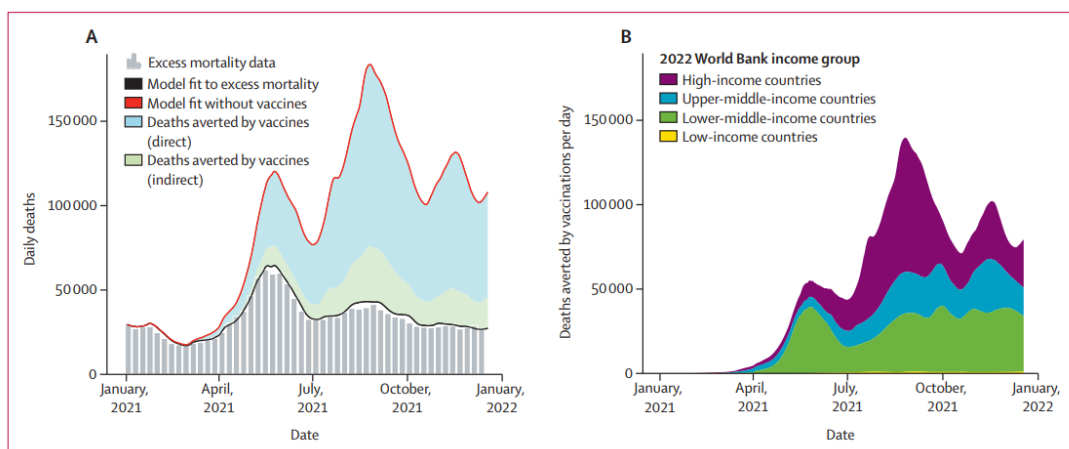 A
Excess mortality data
Model fit to excess mortality
Model fit without vaccines
Deaths averted by vaccines
(direct)
Deaths averted by vaccines
(indirect)
Daily deaths
150 000
100 000
50 000
0
January,
2021
April,
2021
July,
2021
October,
2021
January,
2022
Date
B
2022 World Bank income group
High-income countries
Upper-middle-income countries
Lower-middle-income countries
Low-income countries
Deaths averted by vaccinations per day
150 000
100 000
50 000
0
January,
2021
April,
2021
July,
2021
October,
2021
January,
2022
Date